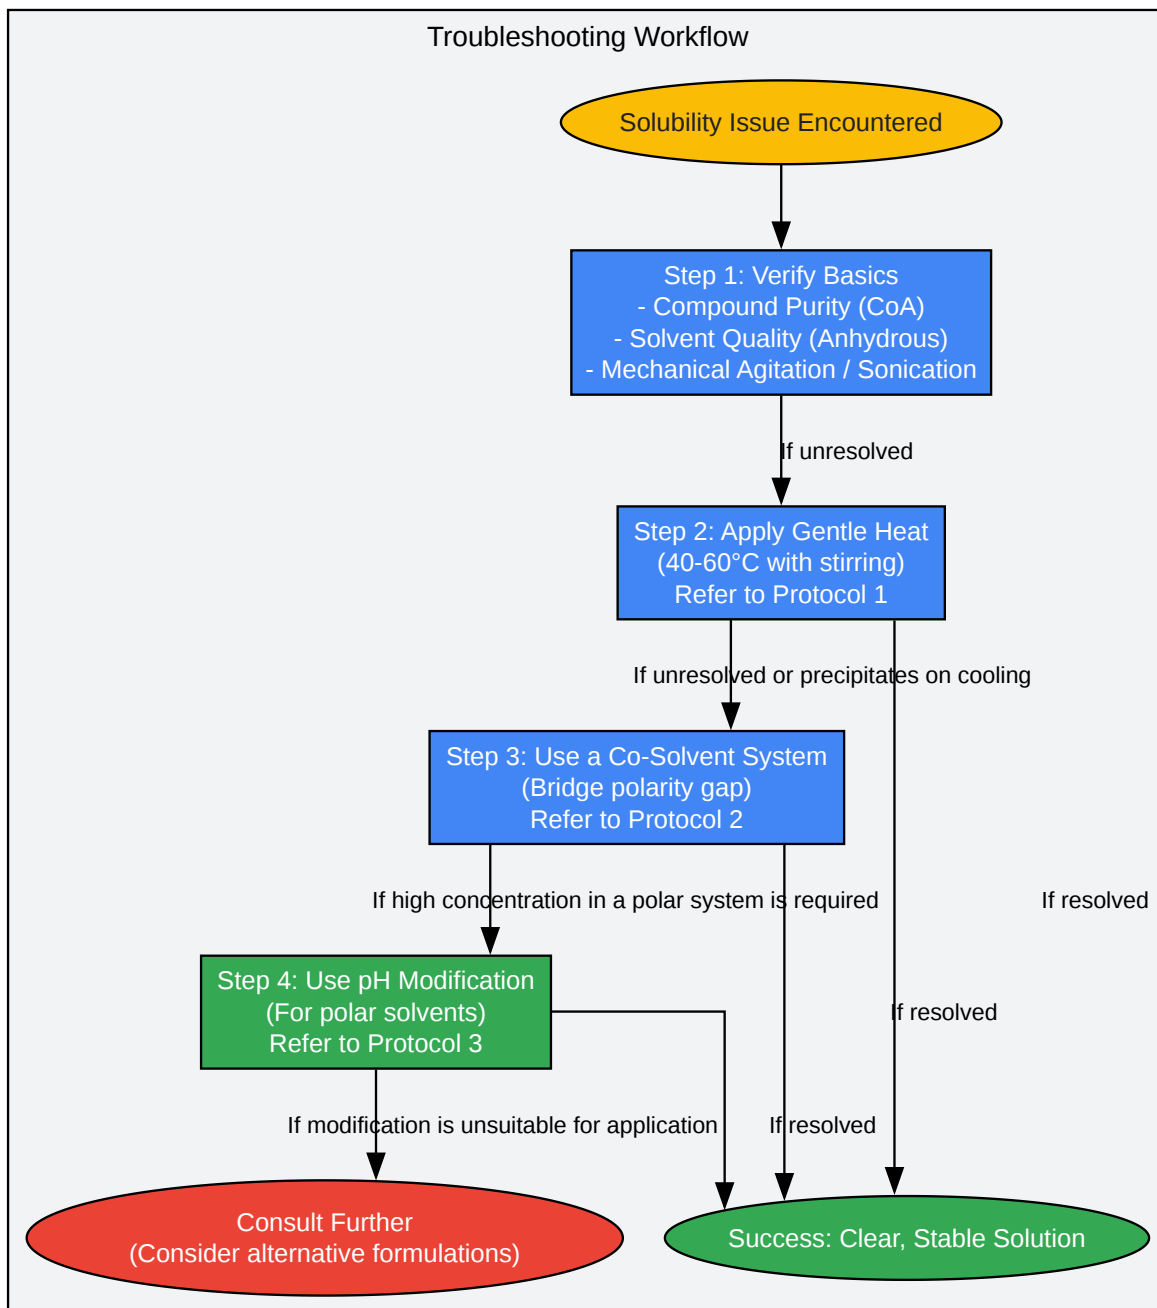 Troubleshooting Workflow
Solubility Issue Encountered
Step 1: Verify Basics
- Compound Purity (CoA)
- Solvent Quality (Anhydrous)
- Mechanical Agitation / Sonication
If unresolved
Step 2: Apply Gentle Heat
(40-60°C with stirring)
Refer to Protocol 1
If unresolved or precipitates on cooling
Step 3: Use a Co-Solvent System
(Bridge polarity gap)
Refer to Protocol 2
If high concentration in a polar system is required
If resolved
Step 4: Use pH Modification
(For polar solvents)
Refer to Protocol 3
If resolved
If modification is unsuitable for application
If resolved
Consult Further
(Consider alternative formulations)
Success: Clear, Stable Solution